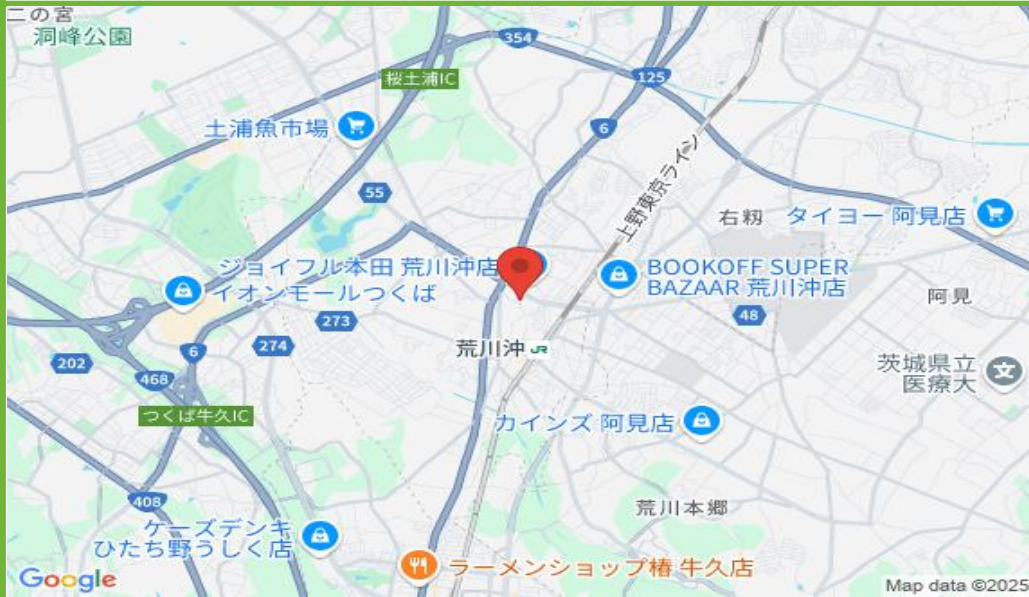 二の宮
洞峰公園
354
桜土浦IC
125
土浦魚市場
6
上野東京ライン
55
右籾
タイヨー 阿見店
ジョイフル本田 荒川沖店
BOOKOFF SUPER
BAZAAR 荒川沖店
イオンモールつくば
阿見
273
48
274
荒川沖 JR
6
202
茨城県立
医療大
468
つくば牛久IC
カインズ 阿見店
408
荒川本郷
ケーズデンキ
ひたち野うしく店
ラーメンショップ椿 牛久店
文
Google
Map data ©2025